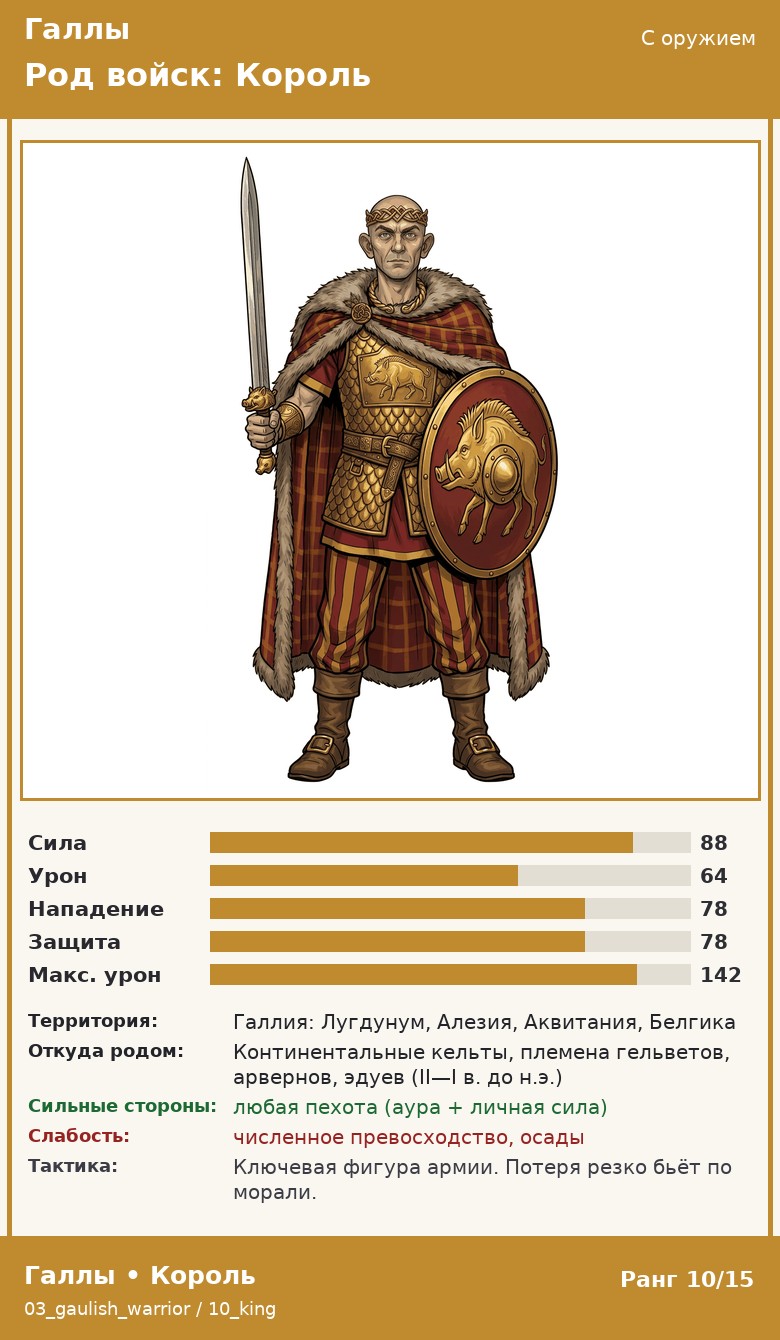 Галлы
С оружием
Род войск: Король
Сила 88
Урон 64
Нападение 78
Защита 78
Макс. урон 142
Территория: Галлия: Лугдунум, Алезия, Аквитания, Белгика
Откуда родом: Континентальные кельты, племена гельветов,
арвернов, эдуев (II—I в. до н.э.)
Сильные стороны: любая пехота (аура + личная сила)
Слабость: численное превосходство, осады
Тактика: Ключевая фигура армии. Потеря резко бьёт по
морали.
Галлы • Король
Ранг 10/15
03_gaulish_warrior / 10_king